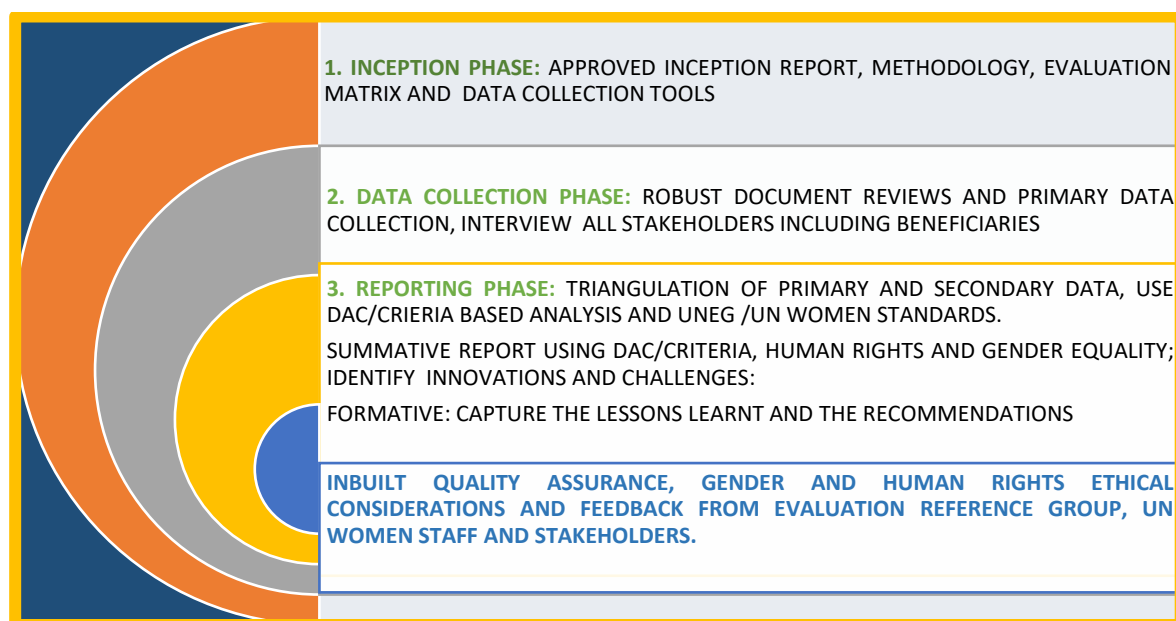 1. INCEPTION PHASE: APPROVED INCEPTION REPORT, METHODOLOGY, EVALUATION
MATRIX AND DATA COLLECTION TOOLS
2. DATA COLLECTION PHASE: ROBUST DOCUMENT REVIEWS AND PRIMARY DATA
COLLECTION, INTERVIEW ALL STAKEHOLDERS INCLUDING BENEFICIARIES
3. REPORTING PHASE: TRIANGULATION OF PRIMARY AND SECONDARY DATA, USE
DAC/CRIERIA BASED ANALYSIS AND UNEG /UN WOMEN STANDARDS.
SUMMATIVE REPORT USING DAC/CRITERIA, HUMAN RIGHTS AND GENDER EQUALITY;
IDENTIFY INNOVATIONS AND CHALLENGES:
FORMATIVE: CAPTURE THE LESSONS LEARNT AND THE RECOMMENDATIONS
INBUILT QUALITY ASSURANCE, GENDER AND HUMAN RIGHTS ETHICAL
CONSIDERATIONS AND FEEDBACK FROM EVALUATION REFERENCE GROUP, UN
WOMEN STAFF AND STAKEHOLDERS.